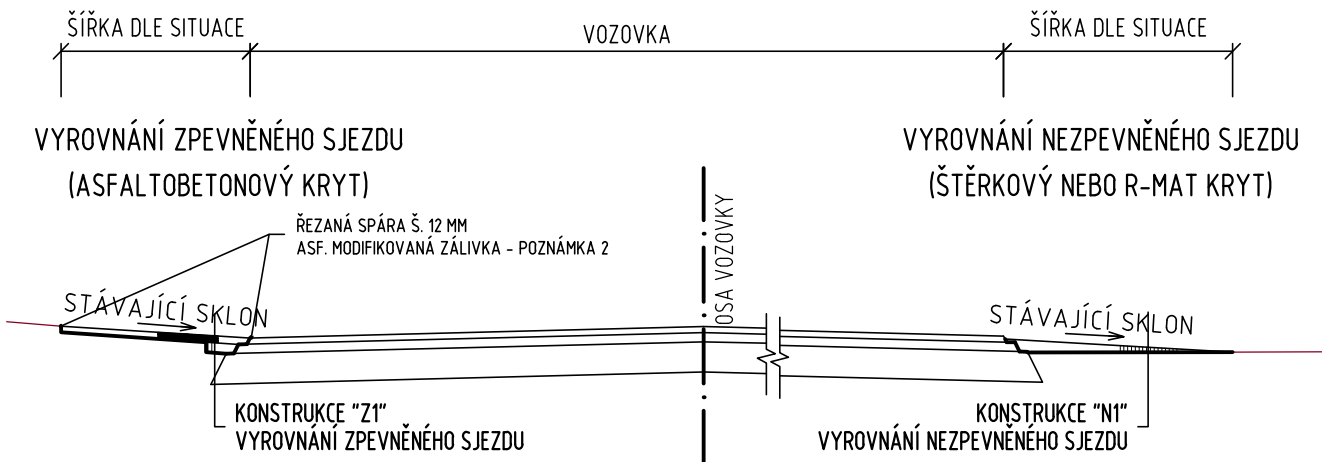 ŠÍŘKA DLE SITUACE
VOZOVKA
ŠÍŘKA DLE SITUACE
VYROVNÁNÍ ZPEVNĚNÉHO SJEZDU
(ASFALTOBETONOVÝ KRYT)
VYROVNÁNÍ NEZPEVNĚNÉHO SJEZDU
(ŠTĚRKOVÝ NEBO R-MAT KRYT)
ŘEZANÁ SPÁRA Š. 12 MM
ASF. MODIFIKOVANÁ ZÁLIVKA - POZNÁMKA 2
OSA VOZOVKY
STÁVAJÍCÍ SKLON
STÁVAJÍCÍ SKLON
KONSTRUKCE "Z1"
VYROVNÁNÍ ZPEVNĚNÉHO SJEZDU
KONSTRUKCE "N1"
VYROVNÁNÍ NEZPEVNĚNÉHO SJEZDU